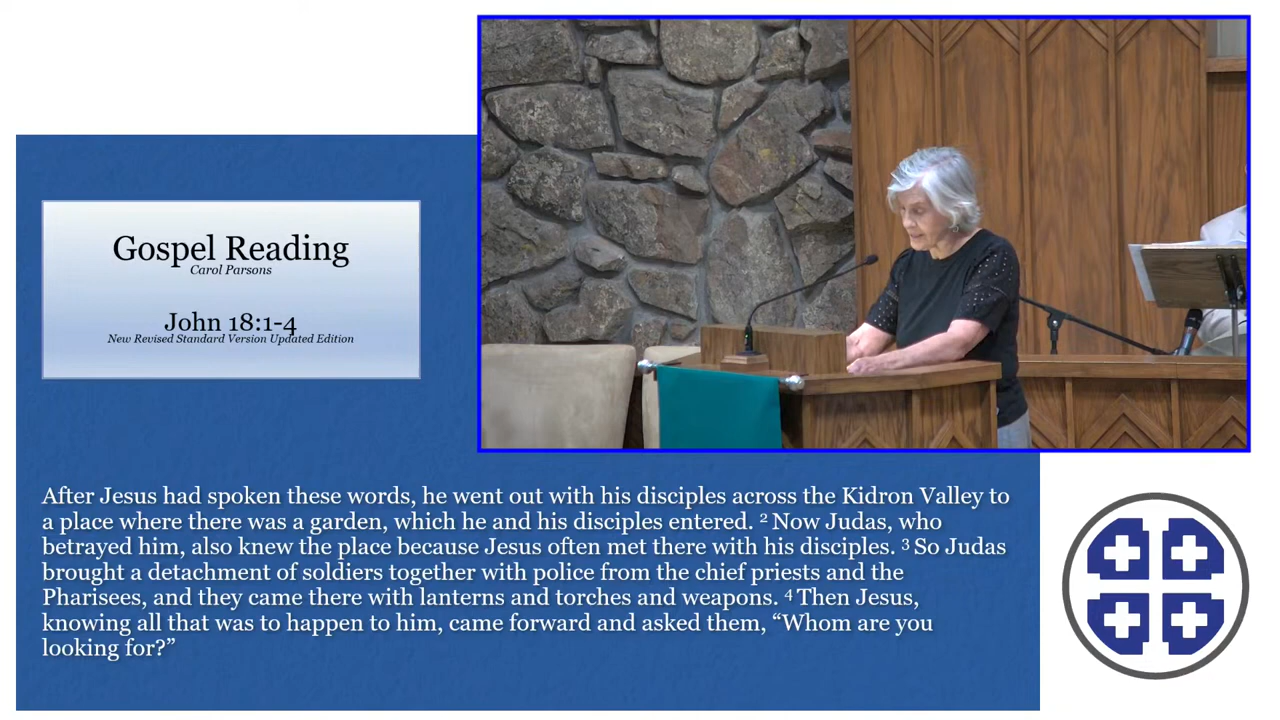 Gospel Reading
Carol Parsons
John 18:1-4
New Revised Standard Version Updated Edition
After Jesus had spoken these words, he went out with his disciples across the Kidron Valley to
a place where there was a garden, which he and his disciples entered. ² Now Judas, who
betrayed him, also knew the place because Jesus often met there with his disciples. ³ So Judas
brought a detachment of soldiers together with police from the chief priests and the
Pharisees, and they came there with lanterns and torches and weapons. ⁴ Then Jesus,
knowing all that was to happen to him, came forward and asked them, “Whom are you
looking for?”